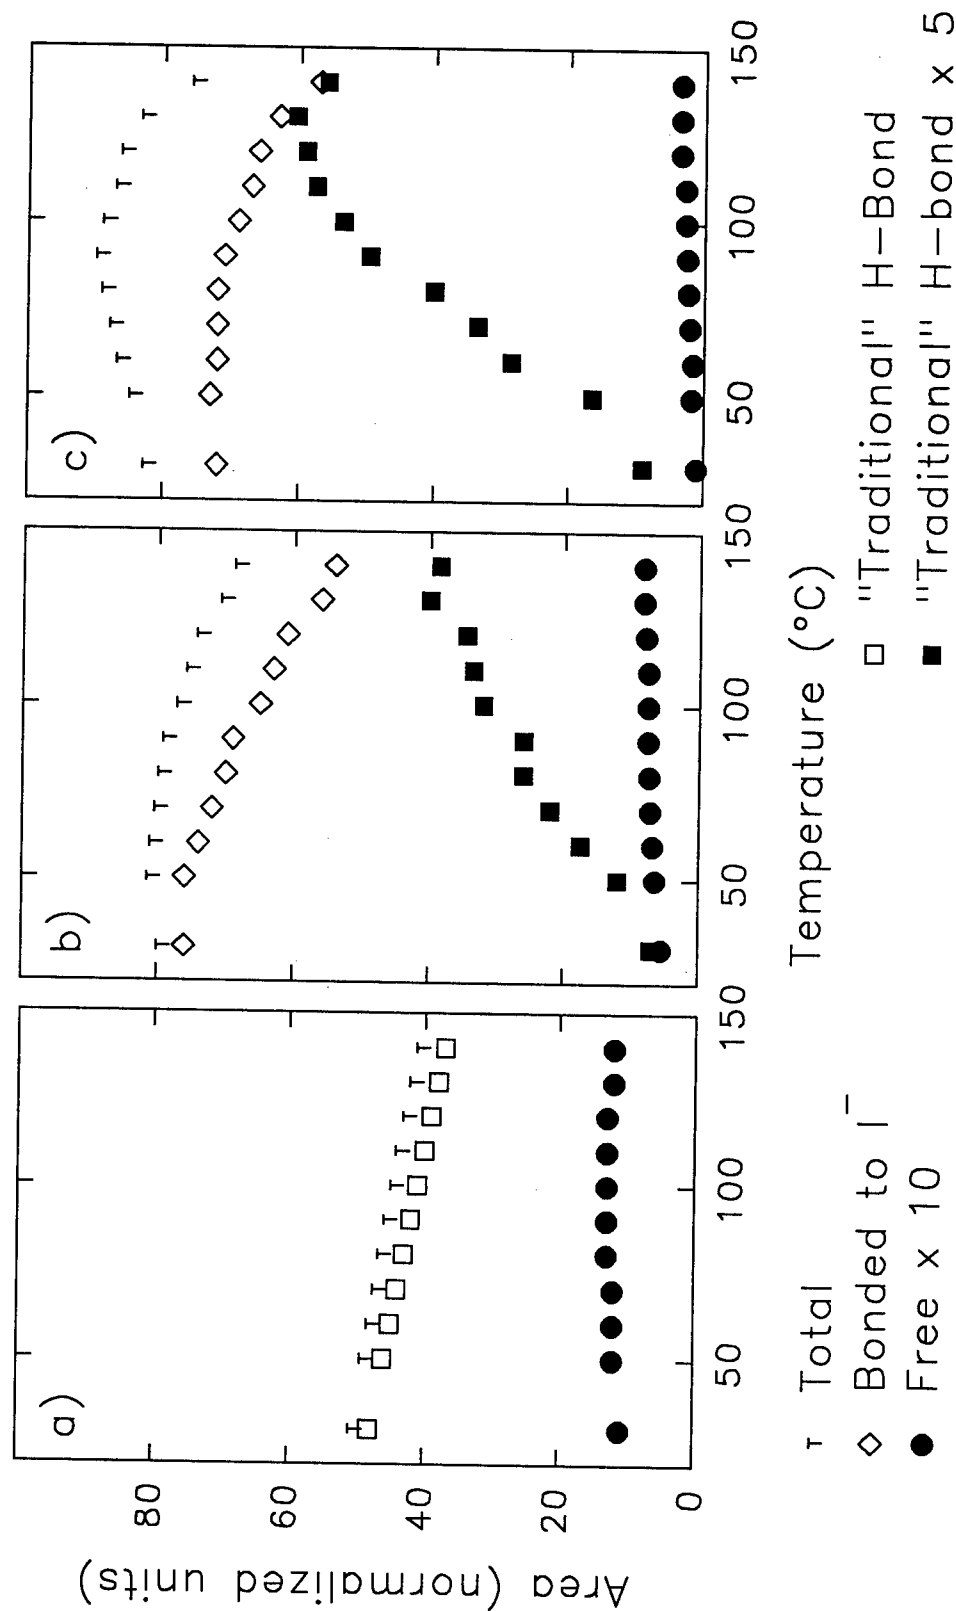 a)
b)
c)
80
60
40
20
0
50
100
150
50
100
150
50
100
150
Area (normalized units)
Temperature (°C)
Total
Bonded to I⁻
Free x 10
"Traditional" H-Bond
"Traditional" H-bond x 5